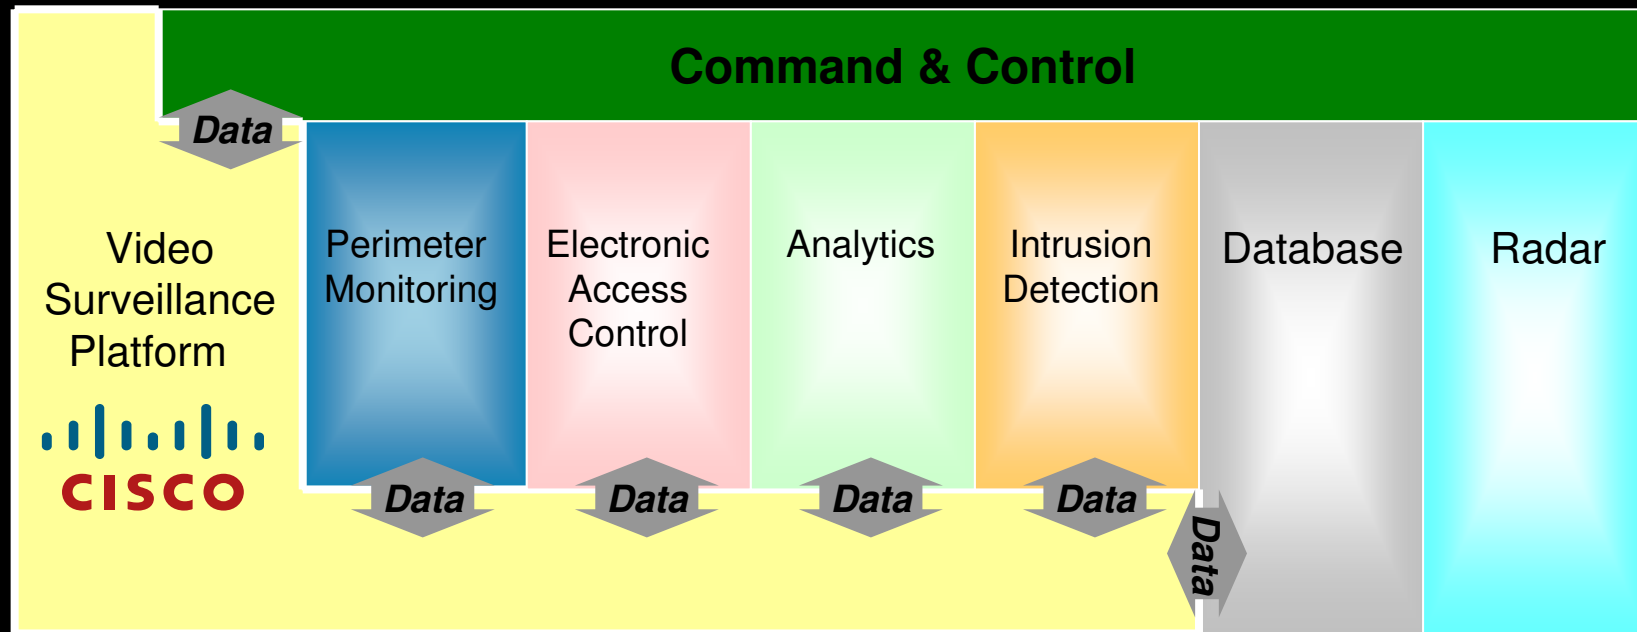 Command & Control
Data
Video
Surveillance
Platform
CISCO
Perimeter
Monitoring
Electronic
Access
Control
Analytics
Intrusion
Detection
Database
Radar
Data
Data
Data
Data
Data